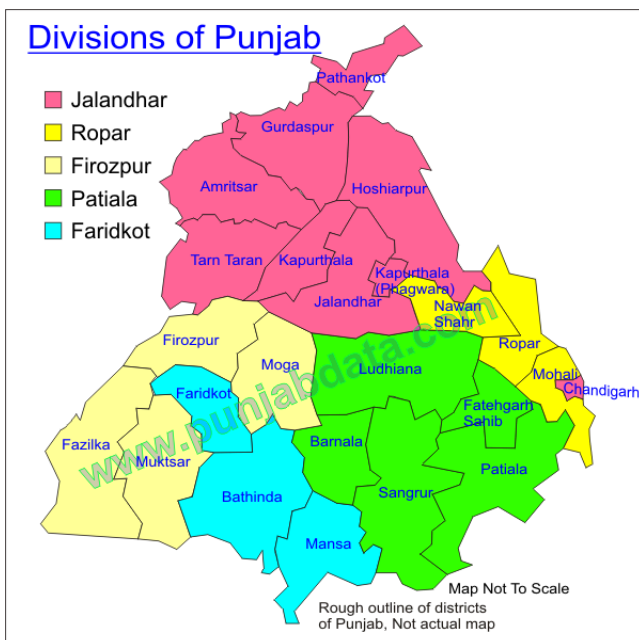 Divisions of Punjab
Jalandhar
Ropar
Firozpur
Patiala
Faridkot
Pathankot
Gurdaspur
Amritsar
Hoshiarpur
Tarn Taran
Kapurthala
Kapurthala
(Phagwara)
Jalandhar
Nawan
Shahr
Firozpur
Moga
Ludhiana
Ropar
Mohali
Chandigarh
Faridkot
Fatehgarh
Sahib
Fazilka
Muktsar
Barnala
Patiala
Bathinda
Sangrur
Mansa
www.punjabdata.com
Map Not To Scale
Rough outline of districts
of Punjab, Not actual map